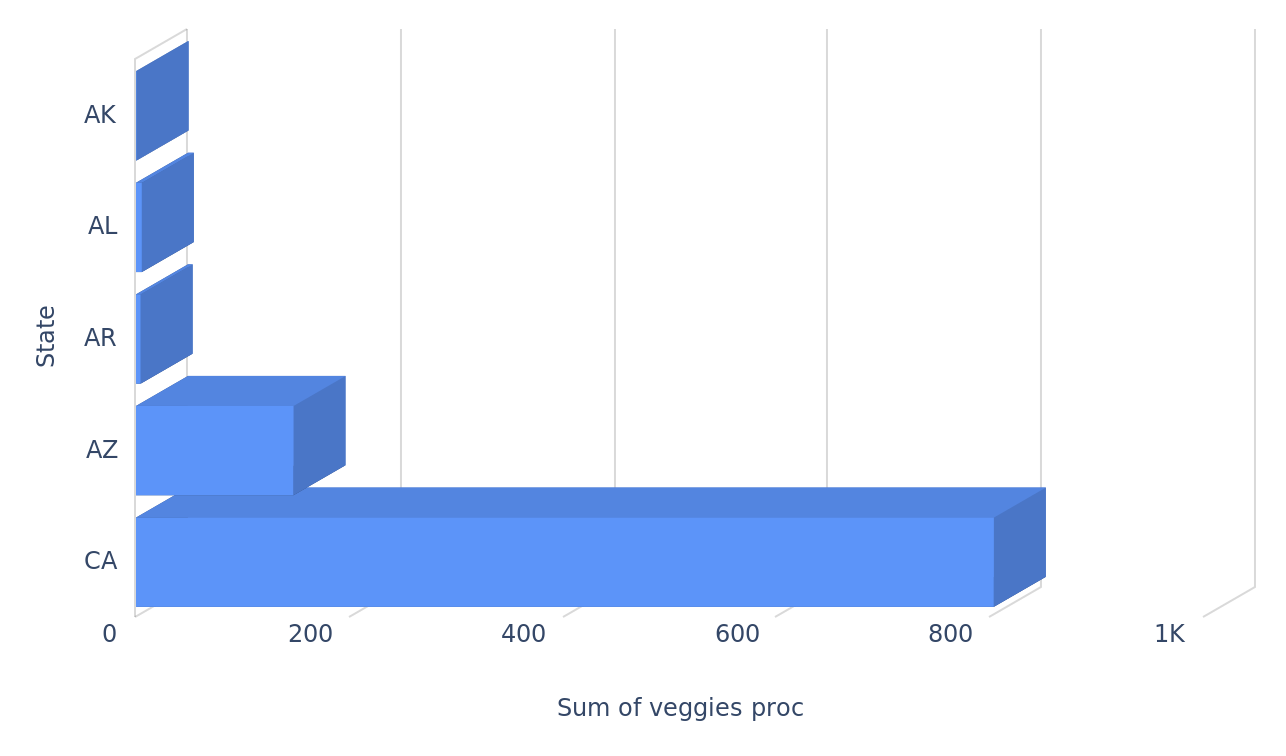 AK
AL
AR
AZ
CA
State
0 200 400 600 800 1K
Sum of veggies proc